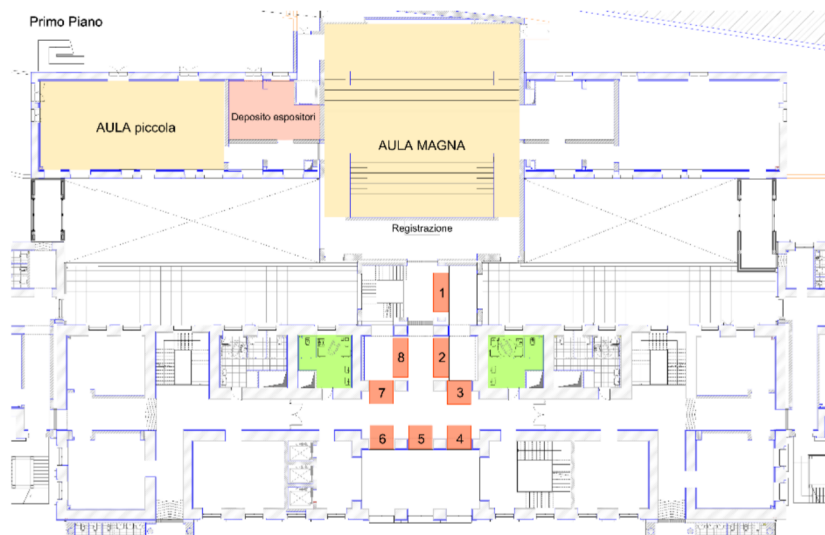 Primo Piano
Deposito espositori
AULA piccola
AULA MAGNA
Registrazione
1
8 2
7 3
6 5 4